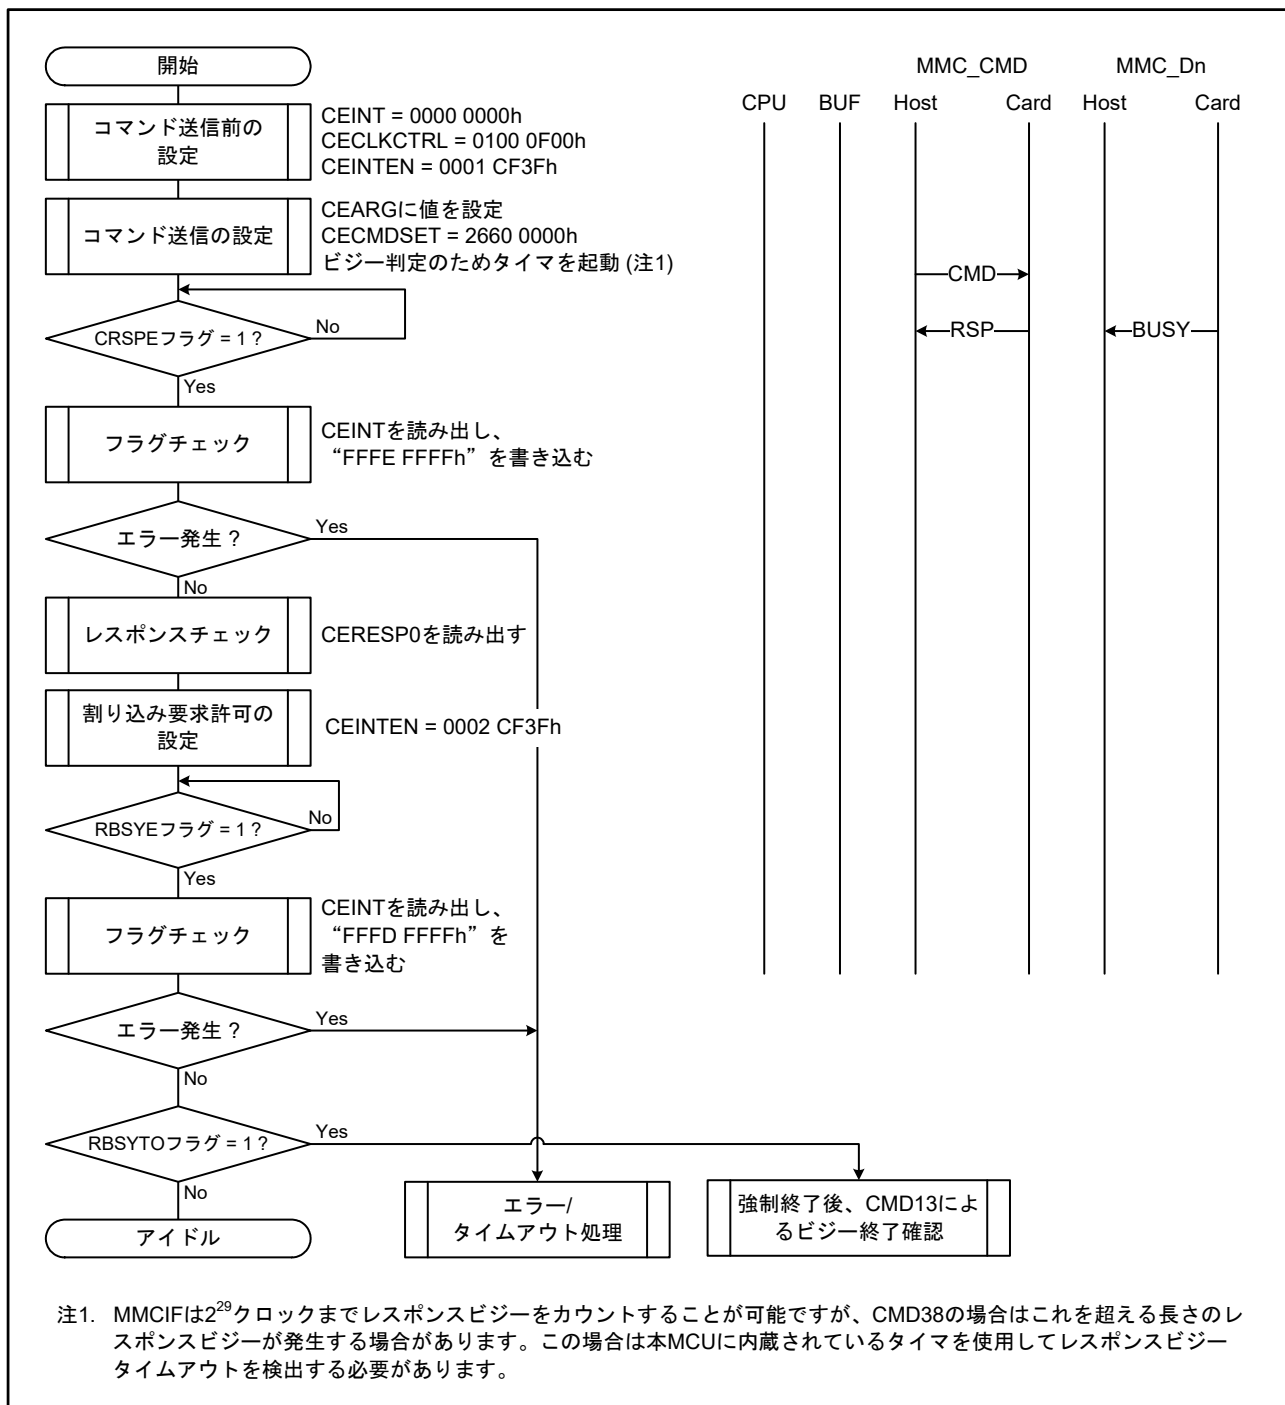 開始
コマンド送信前の
設定
CEINT = 0000 0000h
CECLKCTRL = 0100 0F00h
CEINTEN = 0001 CF3Fh
コマンド送信の設定
CEARGに値を設定
CECMDSET = 2660 0000h
ビジー判定のためタイマを起動 (注1)
CRSPEフラグ = 1 ?
No
Yes
フラグチェック
CEINTを読み出し、
“FFFE FFFFh” を書き込む
エラー発生 ?
Yes
No
レスポンスチェック
CERESP0を読み出す
割り込み要求許可の
設定
CEINTEN = 0002 CF3Fh
RBSYEフラグ = 1 ?
No
Yes
フラグチェック
CEINTを読み出し、
“FFFD FFFFh” を
書き込む
エラー発生 ?
Yes
No
RBSYTOフラグ = 1 ?
Yes
No
アイドル
エラー/
タイムアウト処理
強制終了後、CMD13によ
るビジー終了確認
MMC_CMD
MMC_Dn
CPU BUF Host Card Host Card
CMD
RSP
BUSY
注1. MMCIFは2^29クロックまでレスポンスビジーをカウントすることが可能ですが、CMD38の場合はこれを超える長さのレ
スポンスビジーが発生する場合があります。この場合は本MCUに内蔵されているタイマを使用してレスポンスビジー
タイムアウトを検出する必要があります。